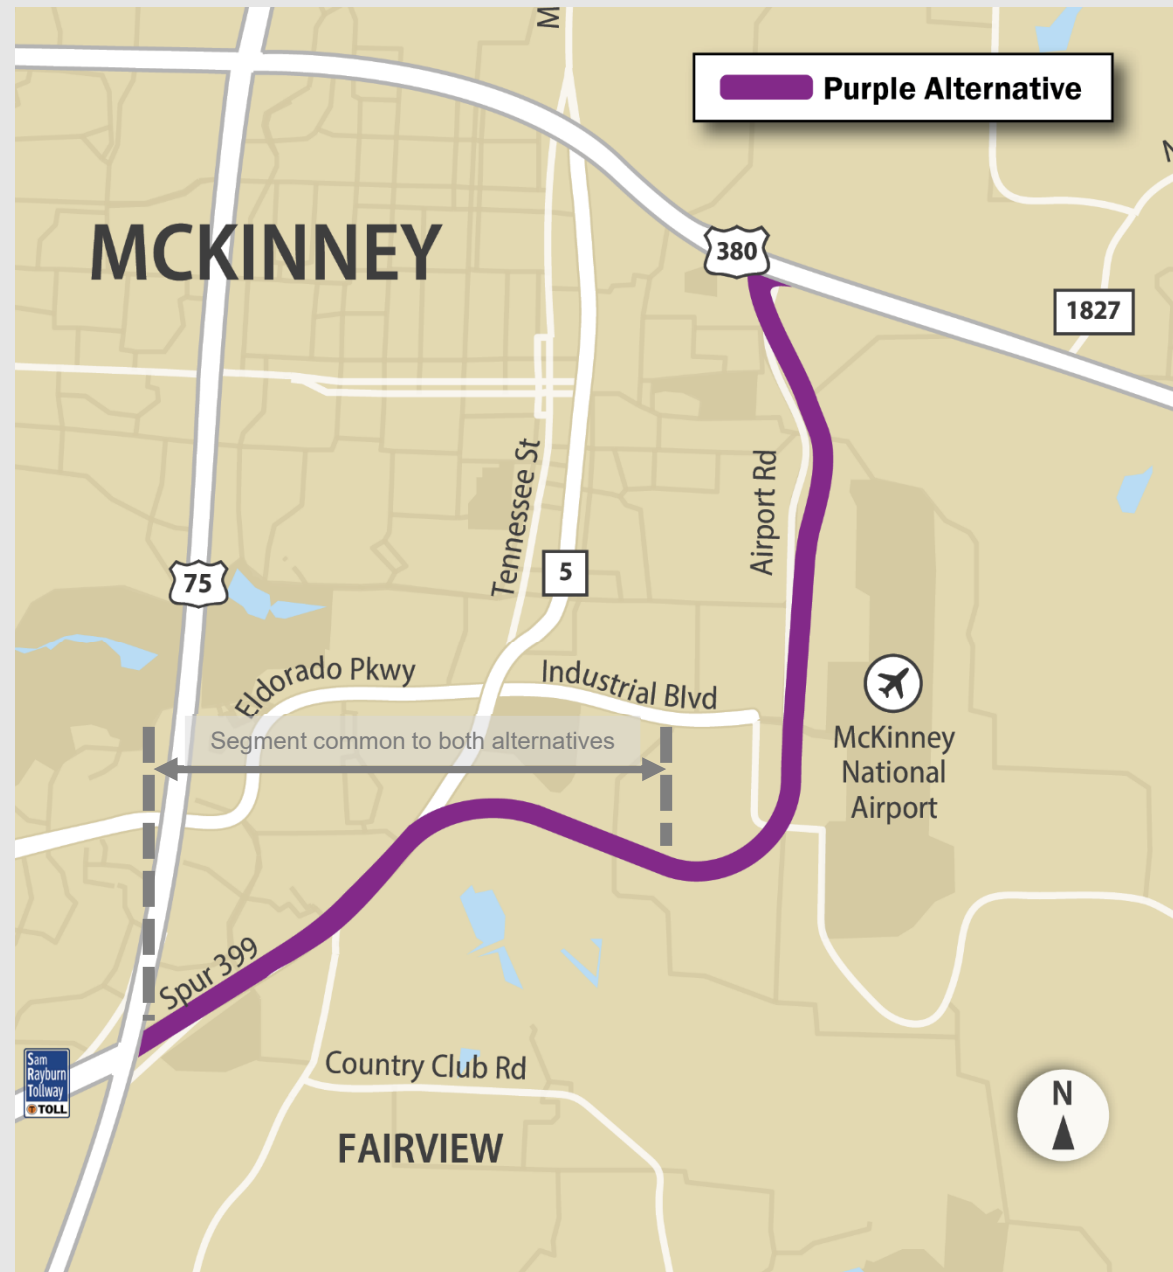 M
Purple Alternative
N
MCKINNEY
380
1827
Tennessee St
Airport Rd
5
75
Eldorado Pkwy
Industrial Blvd
Segment common to both alternatives
McKinney
National
Airport
Spur 399
Sam
Rayburn
Tollway
TOLL
Country Club Rd
N
FAIRVIEW